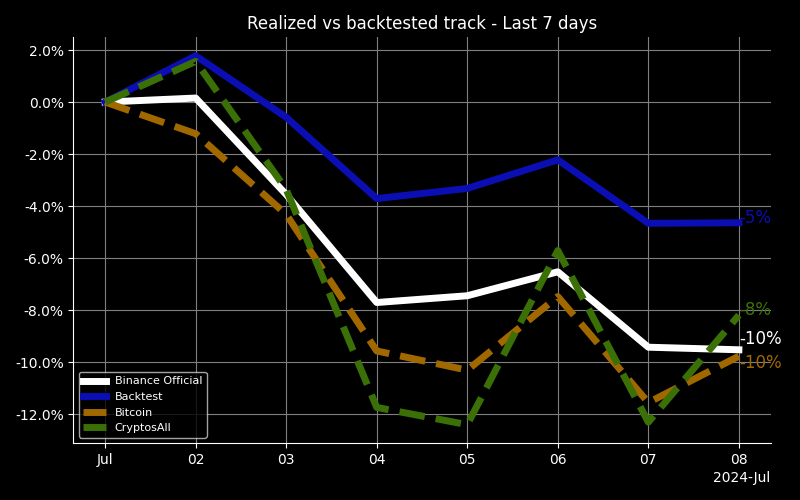 Realized vs backtested track - Last 7 days
2.0%
0.0%
-2.0%
-4.0%
-6.0%
-8.0%
-10.0%
-12.0%
-5%
-8%
-10%
-10%
Binance Official
Backtest
Bitcoin
CryptosAll
Jul 02 03 04 05 06 07 08
2024-Jul